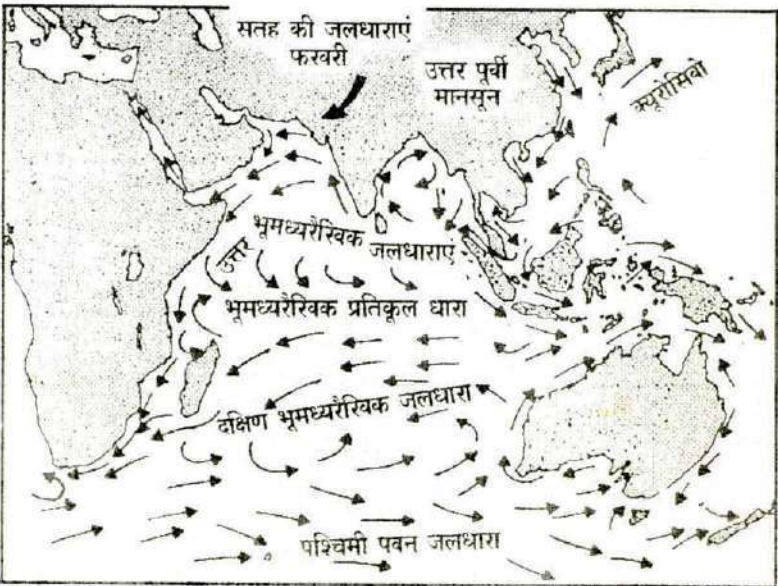 सतह की जलधाराएं
फरवरी
उत्तर पूर्वी
मानसून
क्यूरोसिवो
उत्तर
भूमध्यरैखिक जलधाराएं
भूमध्यरैखिक प्रतिकूल धारा
दक्षिण भूमध्यरैखिक जलधारा
पश्चिमी पवन जलधारा